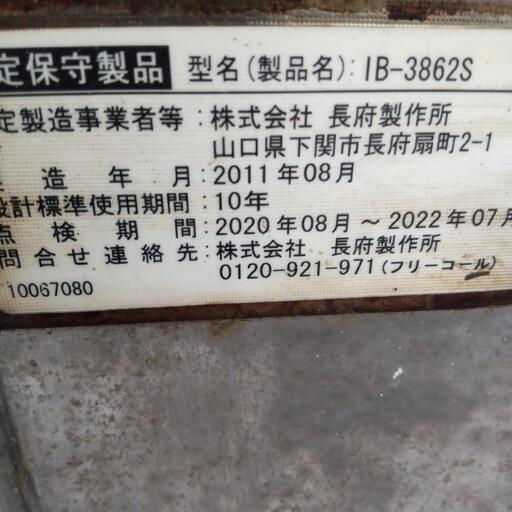 定保守製品 型名(製品名): IB-3862S
定製造事業者等 : 株式会社 長府製作所
山口県下関市長府扇町2-1
造 年 月 : 2011年08月
設計標準使用期間 : 10年
点 検 期 間 : 2020年08月 ~ 2022年07月
問合せ連絡先 : 株式会社 長府製作所
0120-921-971 (フリーコール)
10067080